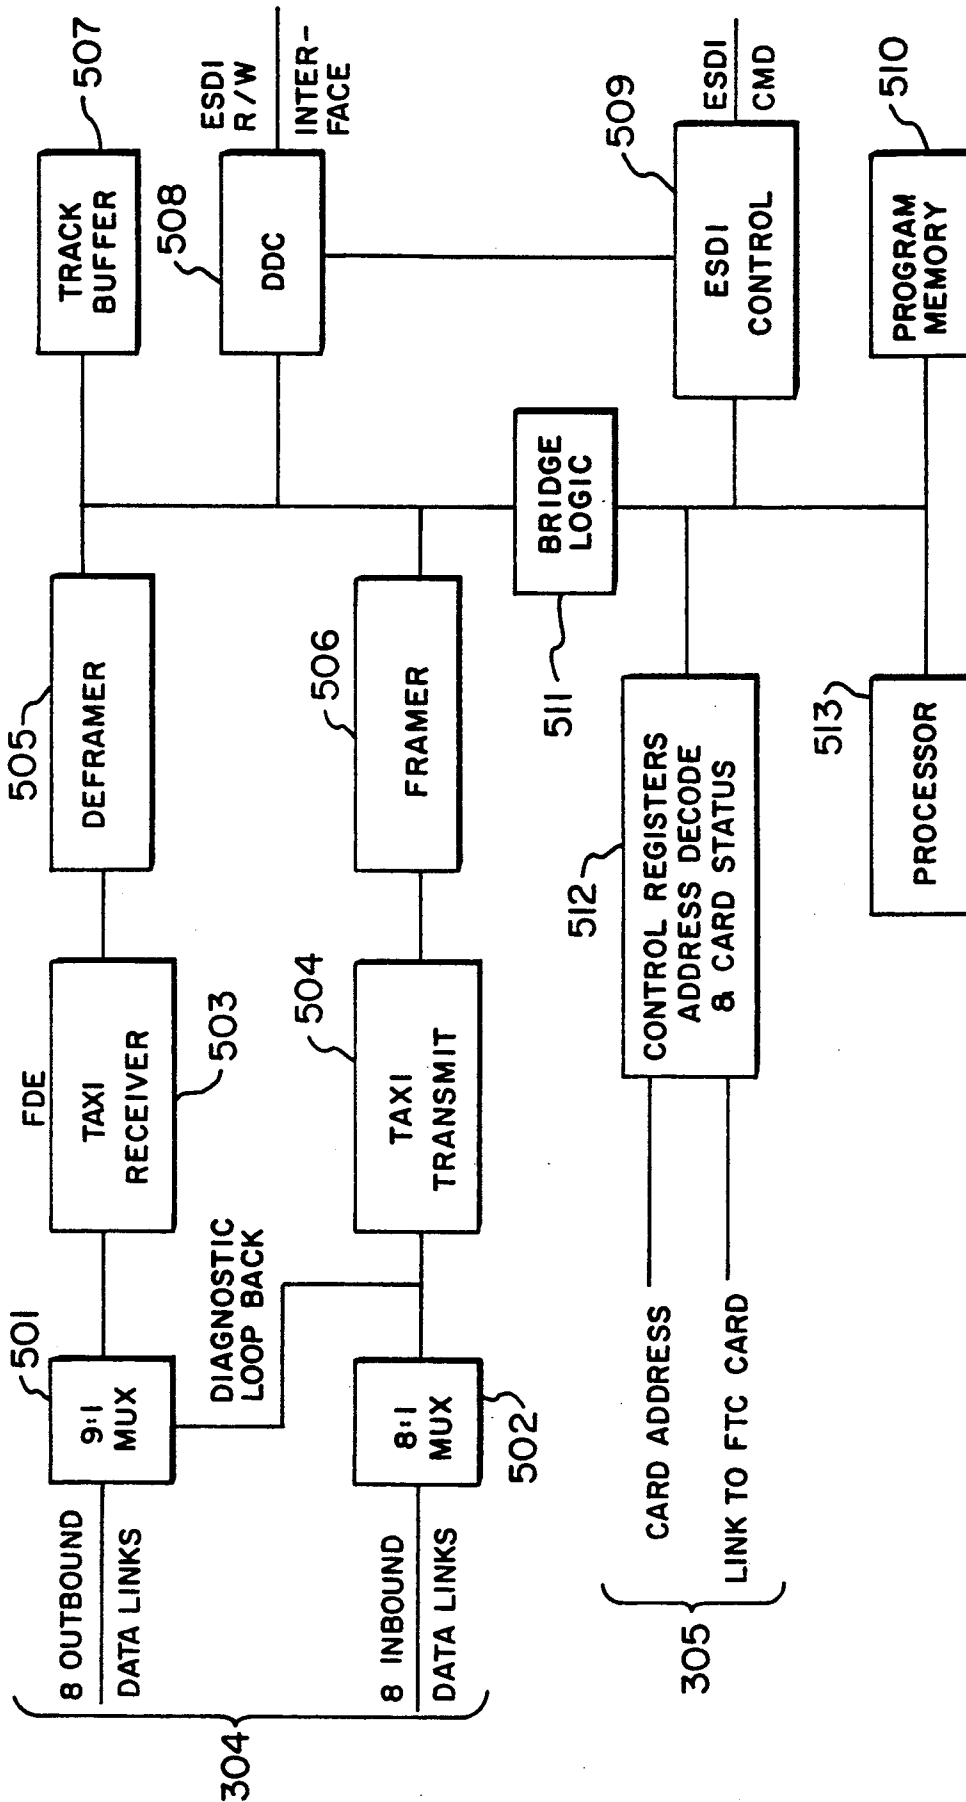 8 OUTBOUND
DATA LINKS
304
8 INBOUND
DATA LINKS
501
9:1
MUX
DIAGNOSTIC
LOOP BACK
8:1
MUX
502
FDE
TAXI
RECEIVER
503
504
TAXI
TRANSMIT
505
DEFRAMER
506
FRAMER
TRACK
BUFFER
507
508
DDC
ESDI
R/W
INTER-
FACE
BRIDGE
LOGIC
511
509
ESDI
CONTROL
ESDI
CMD
305
CARD ADDRESS
LINK TO FTC CARD
512
CONTROL REGISTERS
ADDRESS DECODE
& CARD STATUS
513
PROCESSOR
PROGRAM
MEMORY
510